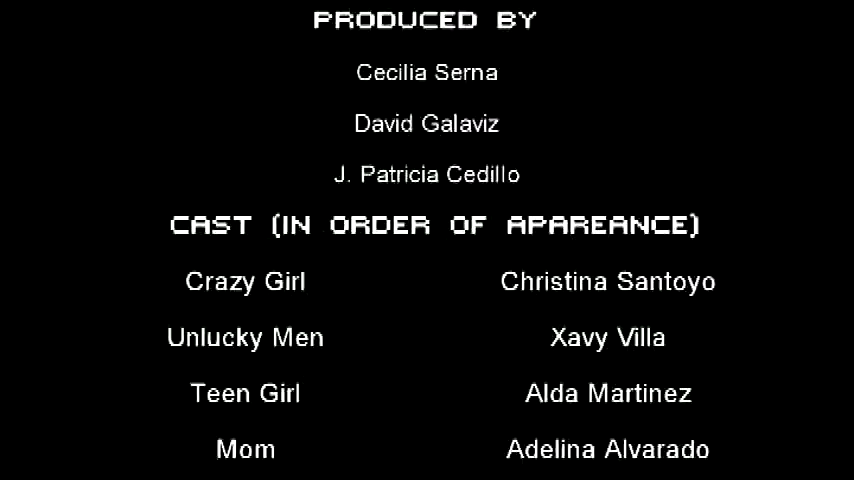 PRODUCED BY
Cecilia Serna
David Galaviz
J. Patricia Cedillo
CAST (IN ORDER OF APAREANCE)
Crazy Girl Christina Santoyo
Unlucky Men Xavy Villa
Teen Girl Alda Martinez
Mom Adelina Alvarado